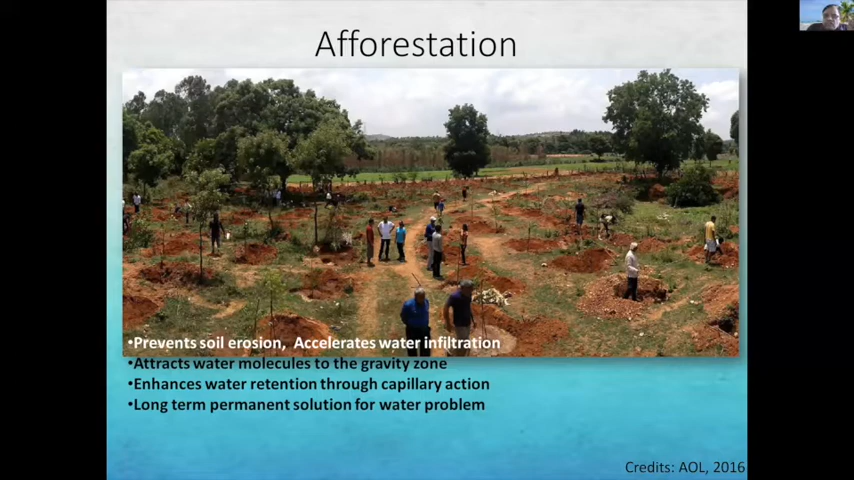 Afforestation
•Prevents soil erosion, Accelerates water infiltration
•Attracts water molecules to the gravity zone
•Enhances water retention through capillary action
•Long term permanent solution for water problem
Credits: AOL, 2016